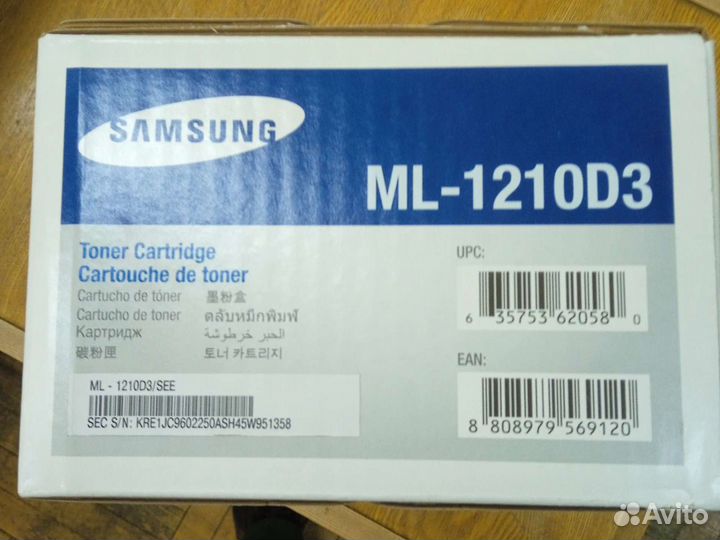 SAMSUNG
ML-1210D3
Toner Cartridge
Cartouche de toner
Cartucho de tóner 墨粉盒
Cartucho de toner ตลับหมึกพิมพ์
Картридж الحبر خرطوشة
碳粉匣 토너 카트리지
UPC:
6 35753 62058 0
EAN:
8 808979 569120
ML - 1210D3/SEE
SEC S/N: KRE1JC9602250ASH45W951358
Avito